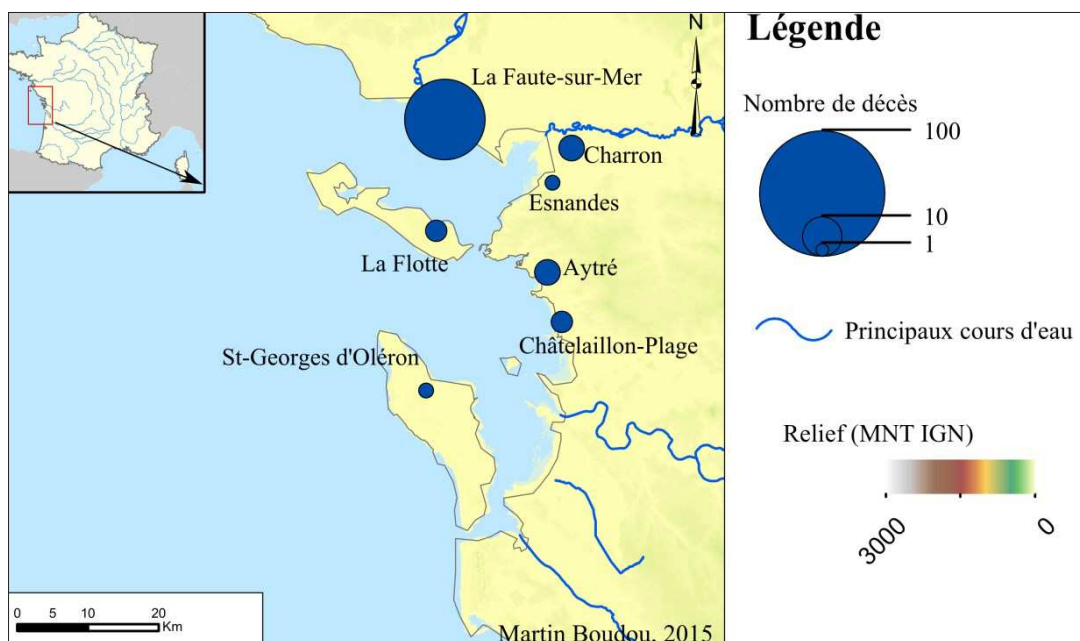 N
La Faute-sur-Mer
Charron
Esnandes
La Flotte
Aytré
Châtelaillon-Plage
St-Georges d'Oléron
0 5 10 20
Km
Martin Boudou, 2015
Légende
Nombre de décès
100
10
1
Principaux cours d'eau
Relief (MNT IGN)
3000
0